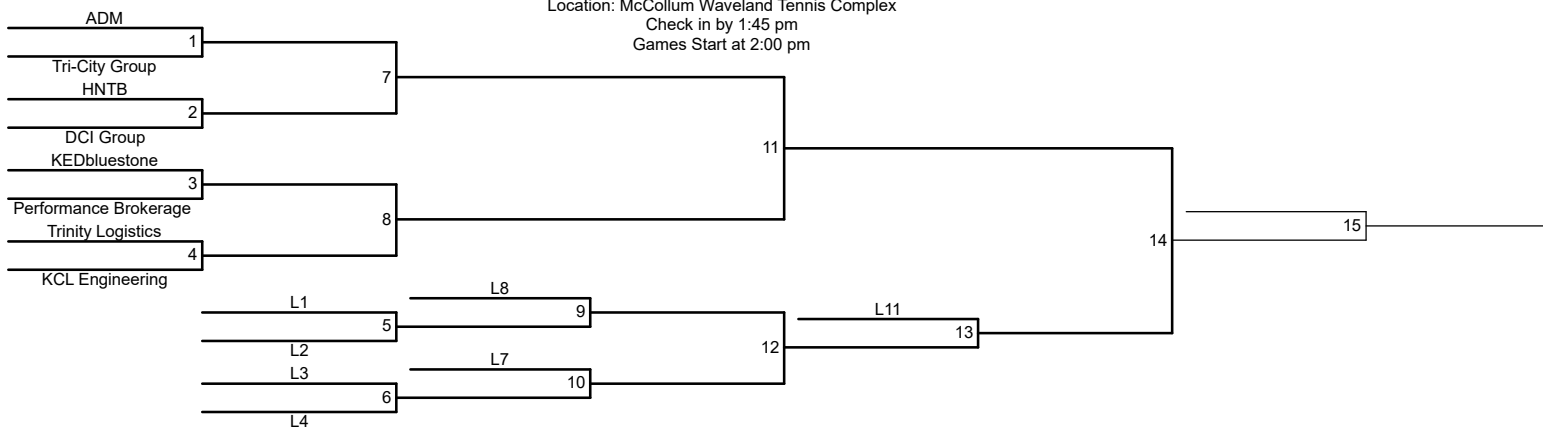 Location: McCollum Waveland Tennis Complex
Check in by 1:45 pm
Games Start at 2:00 pm
ADM
1
Tri-City Group
7
HNTB
2
DCI Group
11
KEDbluestone
3
Performance Brokerage
8
15
Trinity Logistics
14
4
KCL Engineering
L1
L8
L11
5
9
13
L2
12
L3
L7
10
6
L4